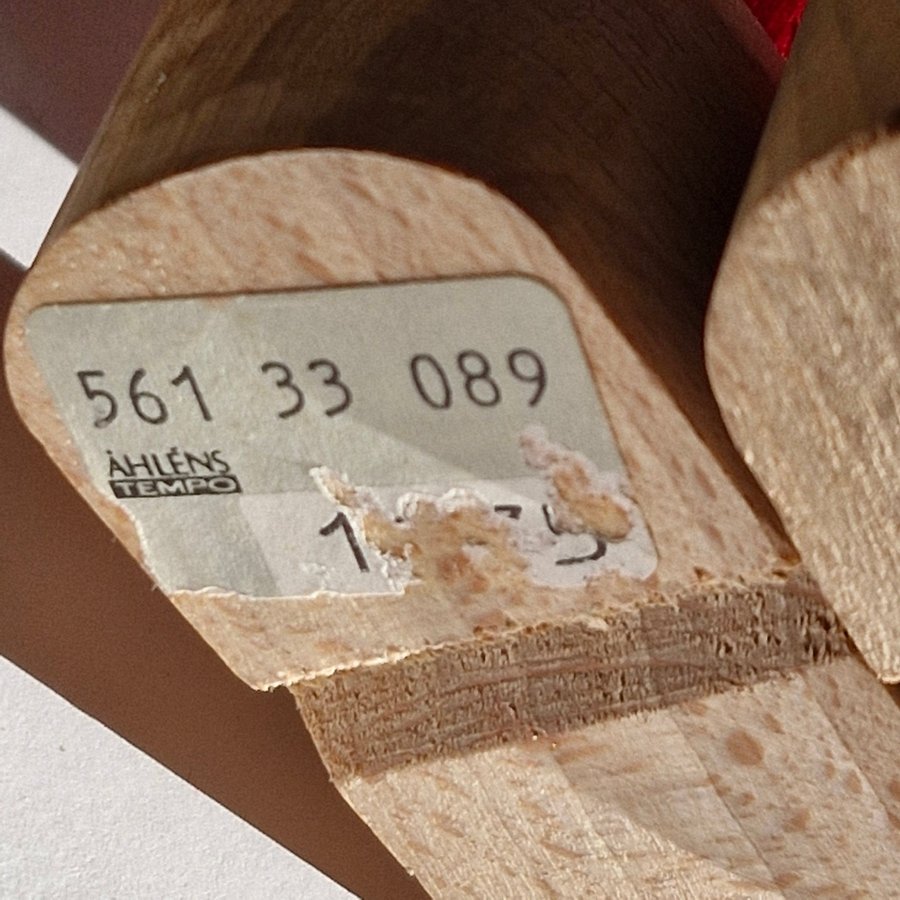 561 33 089
ÅHLÉNS
TEMPO